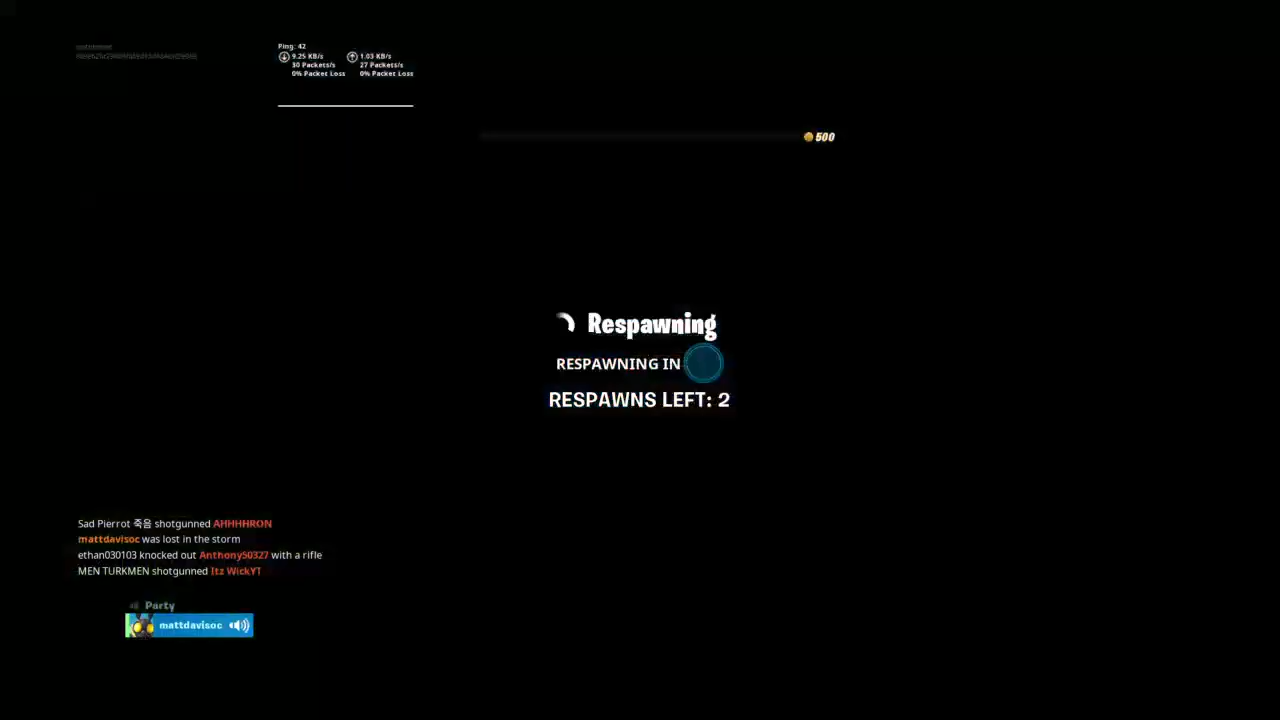 Ping: 42
9.25 KB/s
1.03 KB/s
30 Packets/s
27 Packets/s
0% Packet Loss
0% Packet Loss
500
Respawning
RESPAWNING IN
RESPAWNS LEFT: 2
Sad Pierrot 죽음 shotgunned AHHHHRON
mattdavisoc was lost in the storm
ethan030103 knocked out Anthony50327 with a rifle
MEN TURKMEN shotgunned Itz WickYT
Party
mattdavisoc